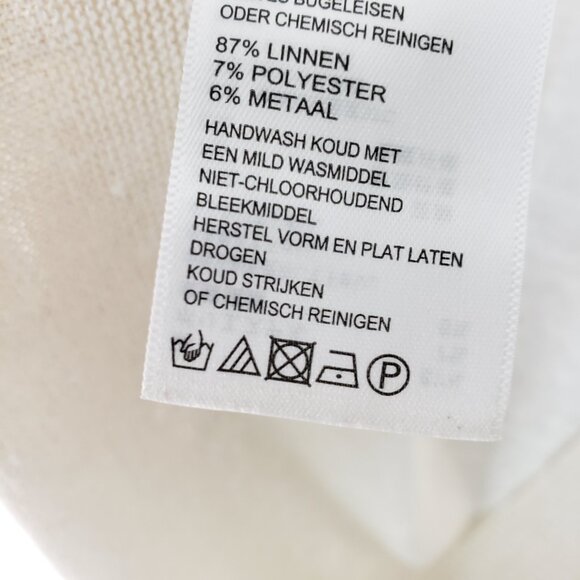 BÜGELEISEN
ODER CHEMISCH REINIGEN
87% LINNEN
7% POLYESTER
6% METAAL
HANDWASH KOUD MET
EEN MILD WASMIDDEL
NIET-CHLOORHOUDEND
BLEEKMIDDEL
HERSTEL VORM EN PLAT LATEN
DROGEN
KOUD STRIJKEN
OF CHEMISCH REINIGEN
P